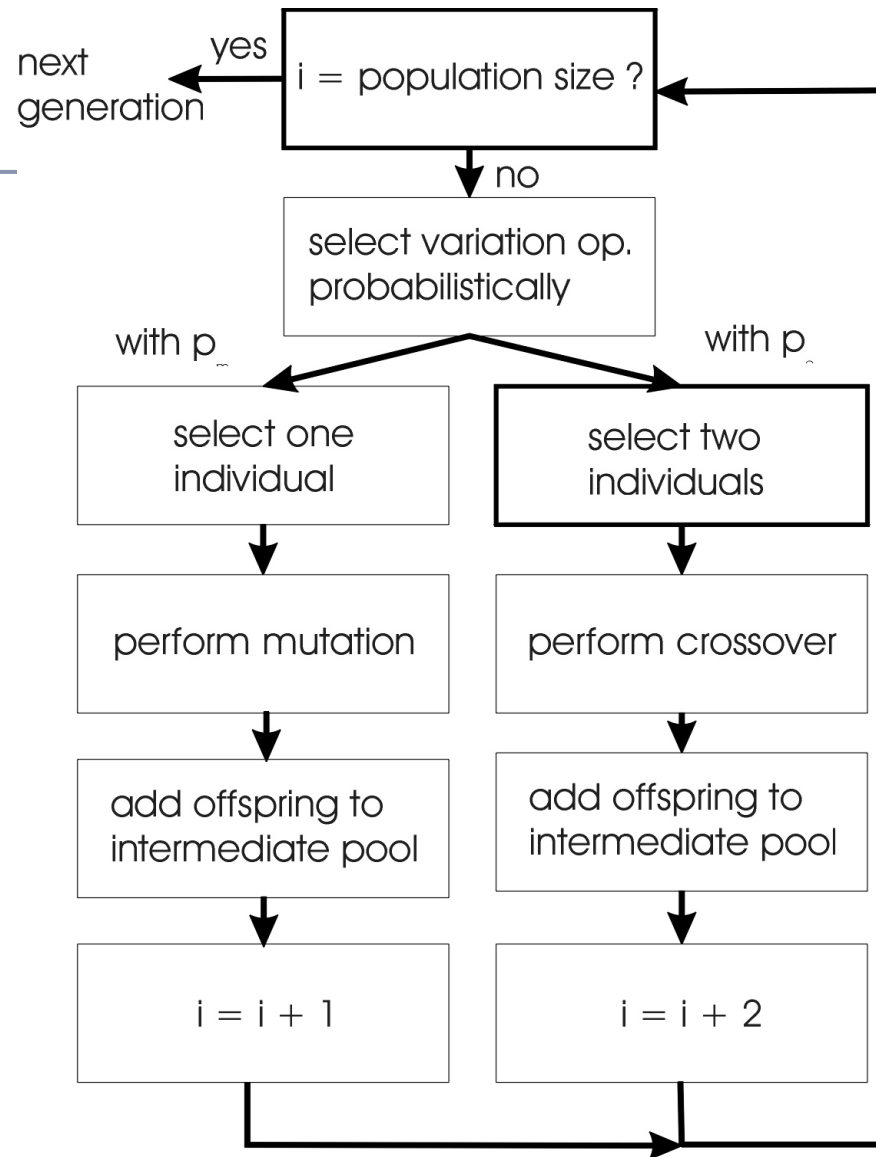 yes
next
generation
i = population size ?
no
select variation op.
probabilistically
with p
m
with p
select one
individual
select two
individuals
perform mutation
perform crossover
add offspring to
intermediate pool
add offspring to
intermediate pool
i = i + 1
i = i + 2